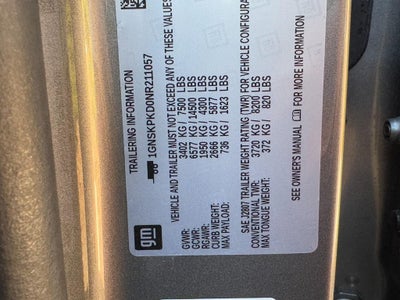 TRAILERING INFORMATION
1GNSKPKD0NR211057
VEHICLE AND TRAILER MUST NOT EXCEED ANY OF THESE VALUES
GVWR: 3402 KG / 7500 LBS
GCWR: 6577 KG / 14500 LBS
RGAWR: 1950 KG / 4300 LBS
CURB WEIGHT: 2666 KG / 5877 LBS
MAX PAYLOAD: 736 KG / 1623 LBS
SAE J2807 TRAILER WEIGHT RATING (TWR) FOR THIS VEHICLE
CONVENTIONAL TWR: 3720 KG / 8200 LBS
MAX TONGUE WEIGHT: 372 KG / 820 LBS
SEE OWNER'S MANUAL FOR MORE INFORMATION
gm